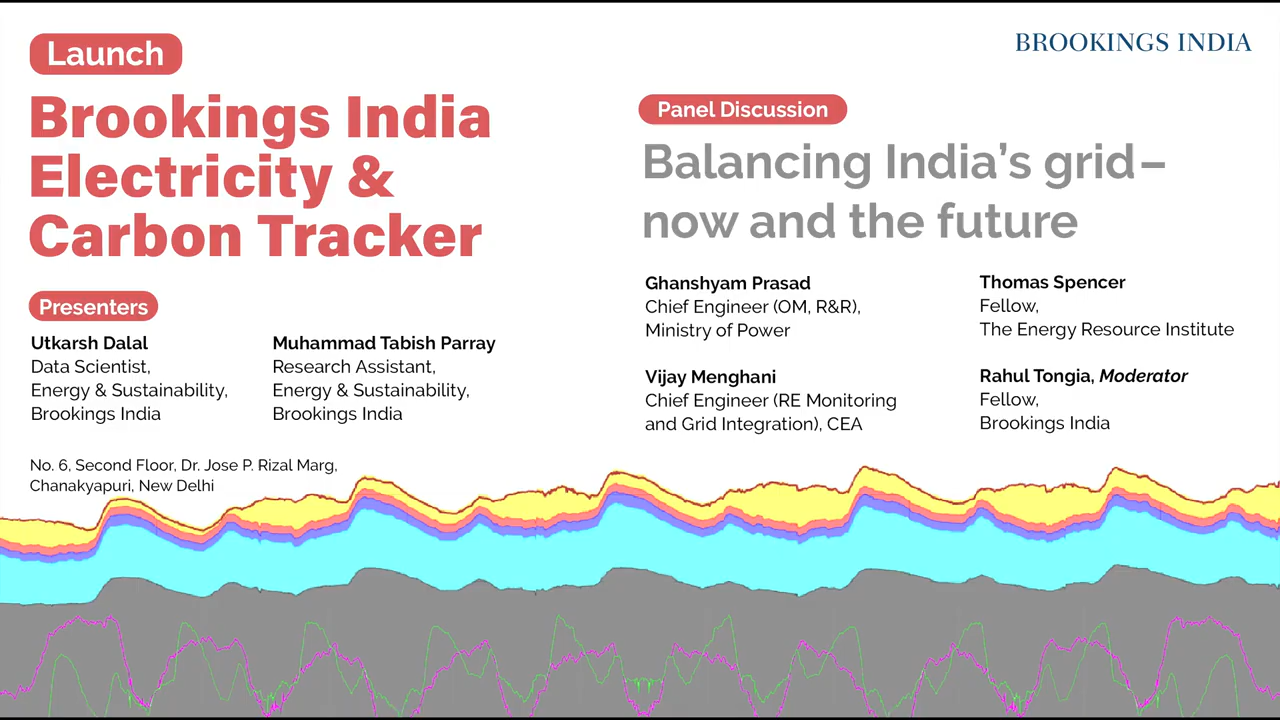 Launch
BROOKINGS INDIA
Brookings India
Electricity &
Carbon Tracker
Presenters
Utkarsh Dalal
Data Scientist,
Energy & Sustainability,
Brookings India
Muhammad Tabish Parray
Research Assistant,
Energy & Sustainability,
Brookings India
No. 6, Second Floor, Dr. Jose P. Rizal Marg,
Chanakyapuri, New Delhi
Panel Discussion
Balancing India’s grid–
now and the future
Ghanshyam Prasad
Chief Engineer (OM, R&R),
Ministry of Power
Thomas Spencer
Fellow,
The Energy Resource Institute
Vijay Menghani
Chief Engineer (RE Monitoring
and Grid Integration), CEA
Rahul Tongia, Moderator
Fellow,
Brookings India